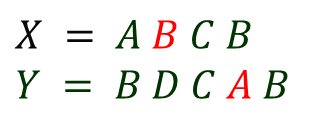 X = A B C B
Y = B D C A B